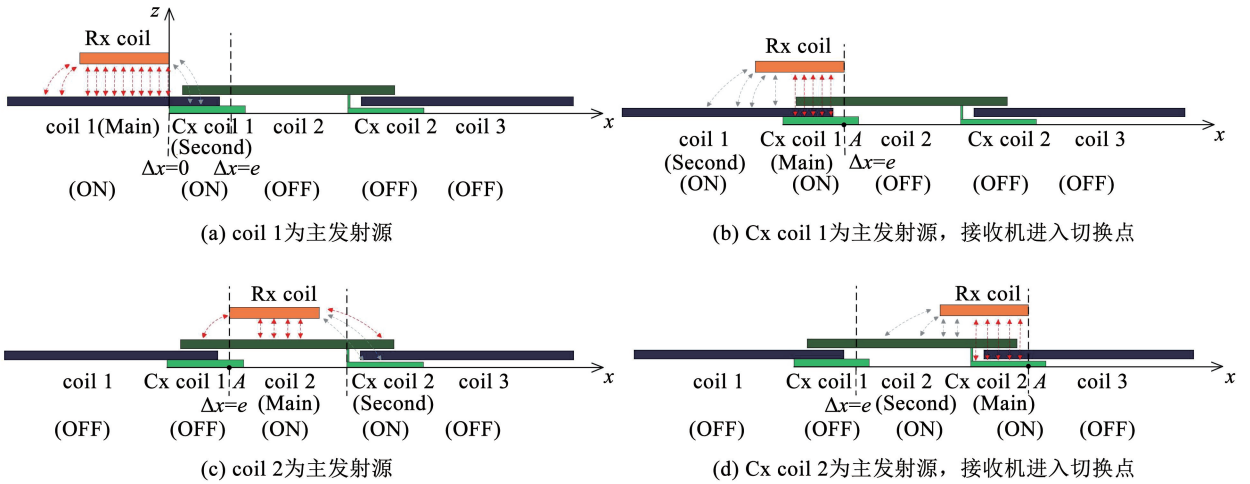 z
Rx coil
x
coil 1(Main)
Cx coil 1
(Second)
coil 2
Cx coil 2
coil 3
Δx=0
Δx=e
(ON)
(ON)
(OFF)
(OFF)
(OFF)
(a) coil 1为主发射源
Rx coil
x
coil 1
(Second)
(ON)
Cx coil 1
(Main)
(ON)
A
Δx=e
coil 2
(OFF)
Cx coil 2
(OFF)
coil 3
(OFF)
(b) Cx coil 1为主发射源，接收机进入切换点
Rx coil
x
coil 1
(OFF)
Cx coil 1
A
Δx=e
(OFF)
coil 2
(Main)
(ON)
Cx coil 2
(Second)
(ON)
coil 3
(OFF)
(c) coil 2为主发射源
Rx coil
x
coil 1
(OFF)
Cx coil 1
Δx=e
(OFF)
coil 2
(Second)
(ON)
Cx coil 2
(Main)
(ON)
A
coil 3
(OFF)
(d) Cx coil 2为主发射源，接收机进入切换点